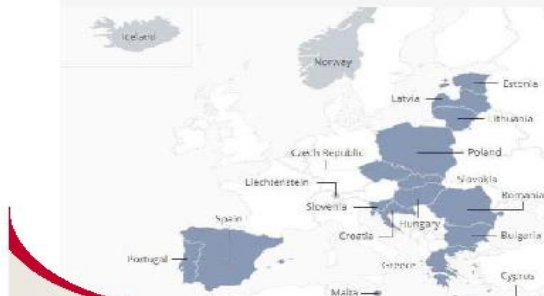 Iceland
Norway
Estonia
Latvia
Lithuania
Czech Republic
Poland
Liechtenstein
Slovakia
Slovenia
Romania
Spain
Croatia
Hungary
Portugal
Bulgaria
Greece
Cyprus
Malta